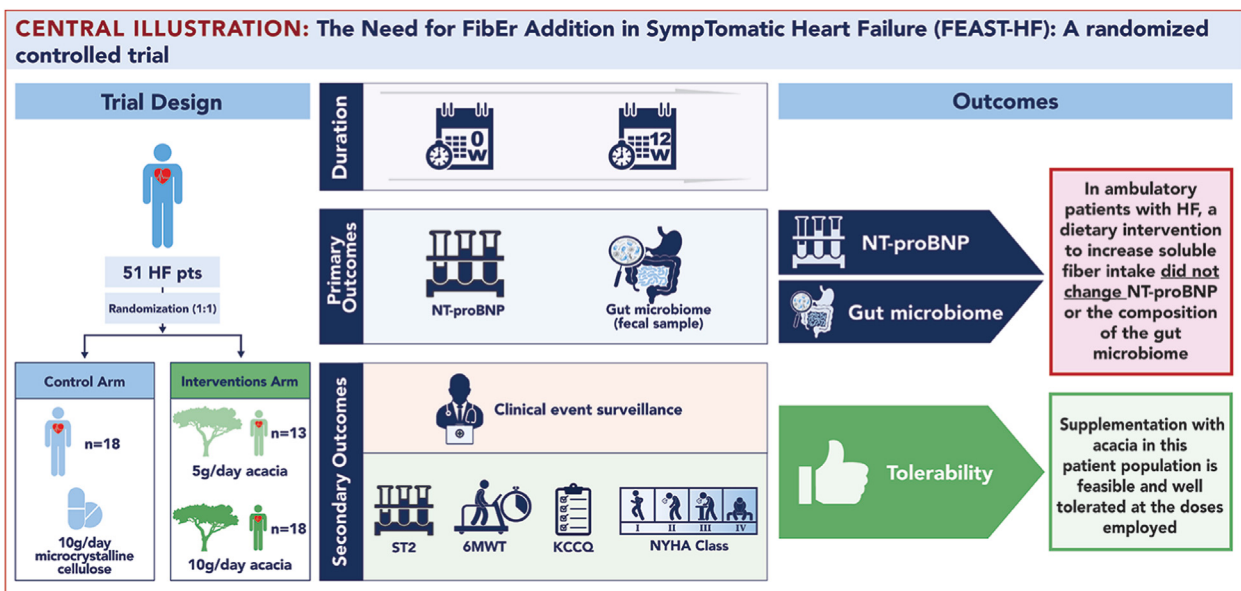 CENTRAL ILLUSTRATION: The Need for FibEr Addition in SympTomatic Heart Failure (FEAST-HF): A randomized
controlled trial
Trial Design
51 HF pts
Randomization (1:1)
Control Arm
n=18
10g/day
microcrystalline
cellulose
Interventions Arm
n=13
5g/day acacia
n=18
10g/day acacia
Duration
0
W
12
W
Primary
Outcomes
NT-proBNP
Gut microbiome
(fecal sample)
Secondary Outcomes
Clinical event surveillance
ST2
6MWT
KCCQ
I II III IV
NYHA Class
Outcomes
NT-proBNP
Gut microbiome
In ambulatory
patients with HF, a
dietary intervention
to increase soluble
fiber intake did not
change NT-proBNP
or the composition
of the gut
microbiome
Tolerability
Supplementation with
acacia in this
patient population is
feasible and well
tolerated at the doses
employed